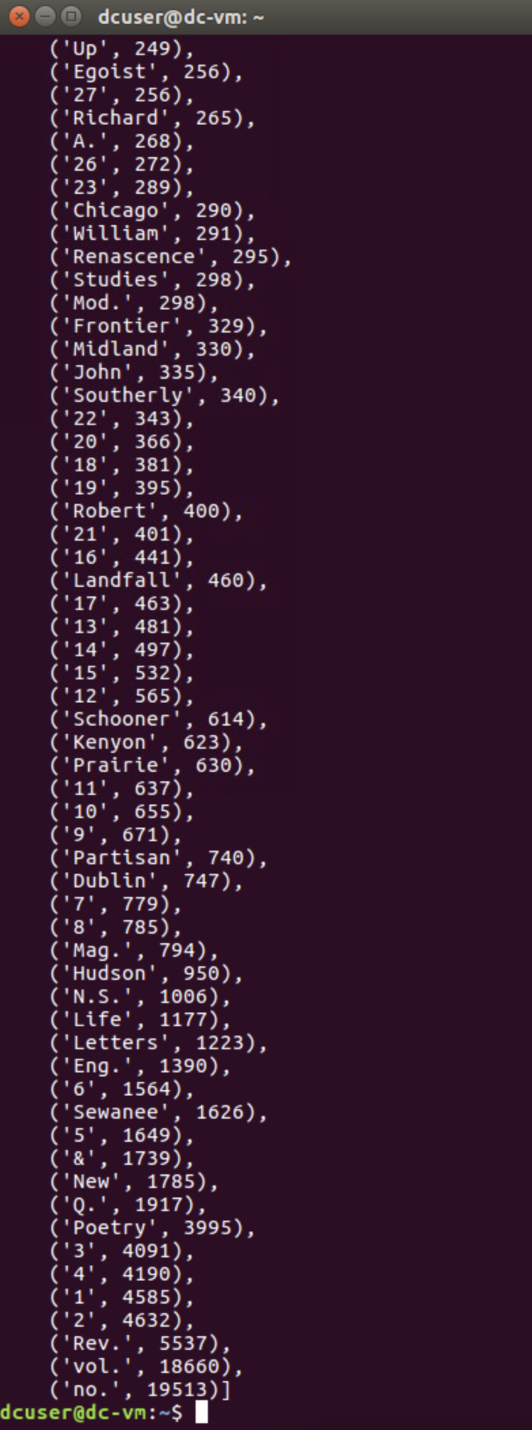 dcuser@dc-vm: ~
('Up', 249),
('Egoist', 256),
('27', 256),
('Richard', 265),
('A.', 268),
('26', 272),
('23', 289),
('Chicago', 290),
('William', 291),
('Renascence', 295),
('Studies', 298),
('Mod.', 298),
('Frontier', 329),
('Midland', 330),
('John', 335),
('Southerly', 340),
('22', 343),
('20', 366),
('18', 381),
('19', 395),
('Robert', 400),
('21', 401),
('16', 441),
('Landfall', 460),
('17', 463),
('13', 481),
('14', 497),
('15', 532),
('12', 565),
('Schooner', 614),
('Kenyon', 623),
('Prairie', 630),
('11', 637),
('10', 655),
('9', 671),
('Partisan', 740),
('Dublin', 747),
('7', 779),
('8', 785),
('Mag.', 794),
('Hudson', 950),
('N.S.', 1006),
('Life', 1177),
('Letters', 1223),
('Eng.', 1390),
('6', 1564),
('Sewanee', 1626),
('5', 1649),
('&', 1739),
('New', 1785),
('Q.', 1917),
('Poetry', 3995),
('3', 4091),
('4', 4190),
('1', 4585),
('2', 4632),
('Rev.', 5537),
('vol.', 18660),
('no.', 19513)]
dcuser@dc-vm:~$